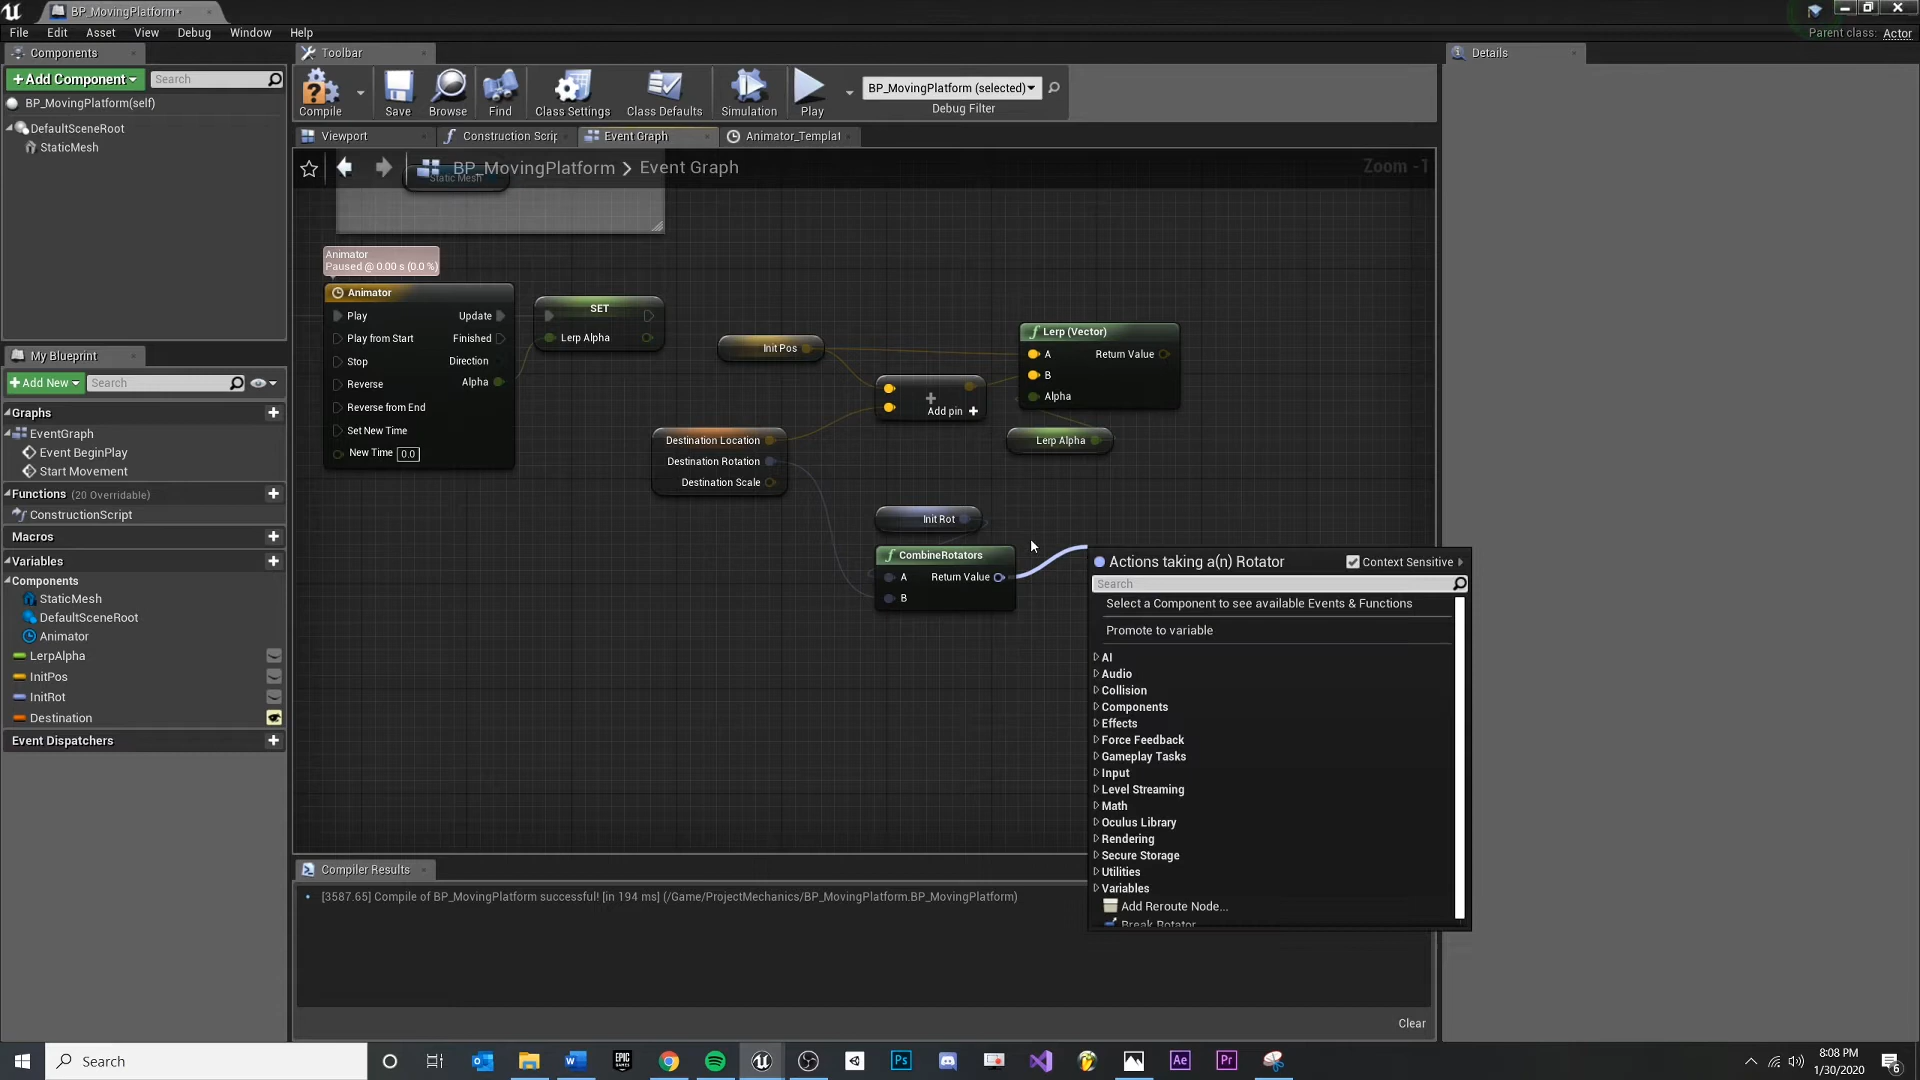 BP_MovingPlatform*
File Edit Asset View Debug Window Help
Parent class: Actor
Components
Toolbar
Details
+Add Component
Search
BP_MovingPlatform(self)
DefaultSceneRoot
StaticMesh
Compile
Save
Browse
Find
Class Settings
Class Defaults
Simulation
Play
BP_MovingPlatform (selected)
Debug Filter
Viewport
Construction Scrip
Event Graph
Animator_Templat
BP_MovingPlatform > Event Graph
Zoom -1
Static Mesh
Animator
Paused @ 0.00 s (0.0 %)
Animator
Play
Update
Play from Start
Finished
Stop
Direction
Reverse
Alpha
Reverse from End
Set New Time
New Time 0.0
SET
Lerp Alpha
Init Pos
Add pin +
Lerp (Vector)
A
Return Value
B
Alpha
Lerp Alpha
Destination Location
Destination Rotation
Destination Scale
Init Rot
CombineRotators
A
Return Value
B
Actions taking a(n) Rotator
Context Sensitive
Search
Select a Component to see available Events & Functions
Promote to variable
AI
Audio
Collision
Components
Effects
Force Feedback
Gameplay Tasks
Input
Level Streaming
Math
Oculus Library
Rendering
Secure Storage
Utilities
Variables
Add Reroute Node...
Break Rotator
My Blueprint
+Add New
Search
Graphs
EventGraph
Event BeginPlay
Start Movement
Functions (20 Overridable)
ConstructionScript
Macros
Variables
Components
StaticMesh
DefaultSceneRoot
Animator
LerpAlpha
InitPos
InitRot
Destination
Event Dispatchers
Compiler Results
[3587.65] Compile of BP_MovingPlatform successful! [in 194 ms] (/Game/ProjectMechanics/BP_MovingPlatform.BP_MovingPlatform)
Clear
Search
8:08 PM
1/30/2020
6